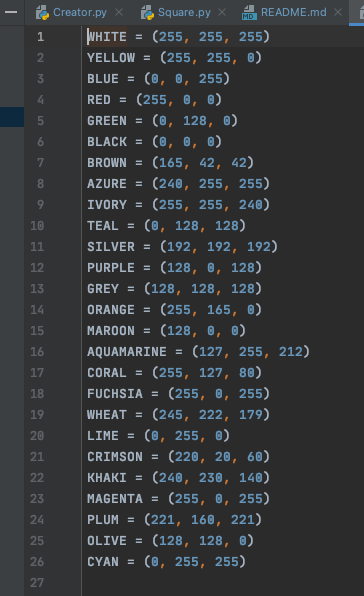 Creator.py Square.py README.md
1 WHITE = (255, 255, 255)
2 YELLOW = (255, 255, 0)
3 BLUE = (0, 0, 255)
4 RED = (255, 0, 0)
5 GREEN = (0, 128, 0)
6 BLACK = (0, 0, 0)
7 BROWN = (165, 42, 42)
8 AZURE = (240, 255, 255)
9 IVORY = (255, 255, 240)
10 TEAL = (0, 128, 128)
11 SILVER = (192, 192, 192)
12 PURPLE = (128, 0, 128)
13 GREY = (128, 128, 128)
14 ORANGE = (255, 165, 0)
15 MAROON = (128, 0, 0)
16 AQUAMARINE = (127, 255, 212)
17 CORAL = (255, 127, 80)
18 FUCHSIA = (255, 0, 255)
19 WHEAT = (245, 222, 179)
20 LIME = (0, 255, 0)
21 CRIMSON = (220, 20, 60)
22 KHAKI = (240, 230, 140)
23 MAGENTA = (255, 0, 255)
24 PLUM = (221, 160, 221)
25 OLIVE = (128, 128, 0)
26 CYAN = (0, 255, 255)
27